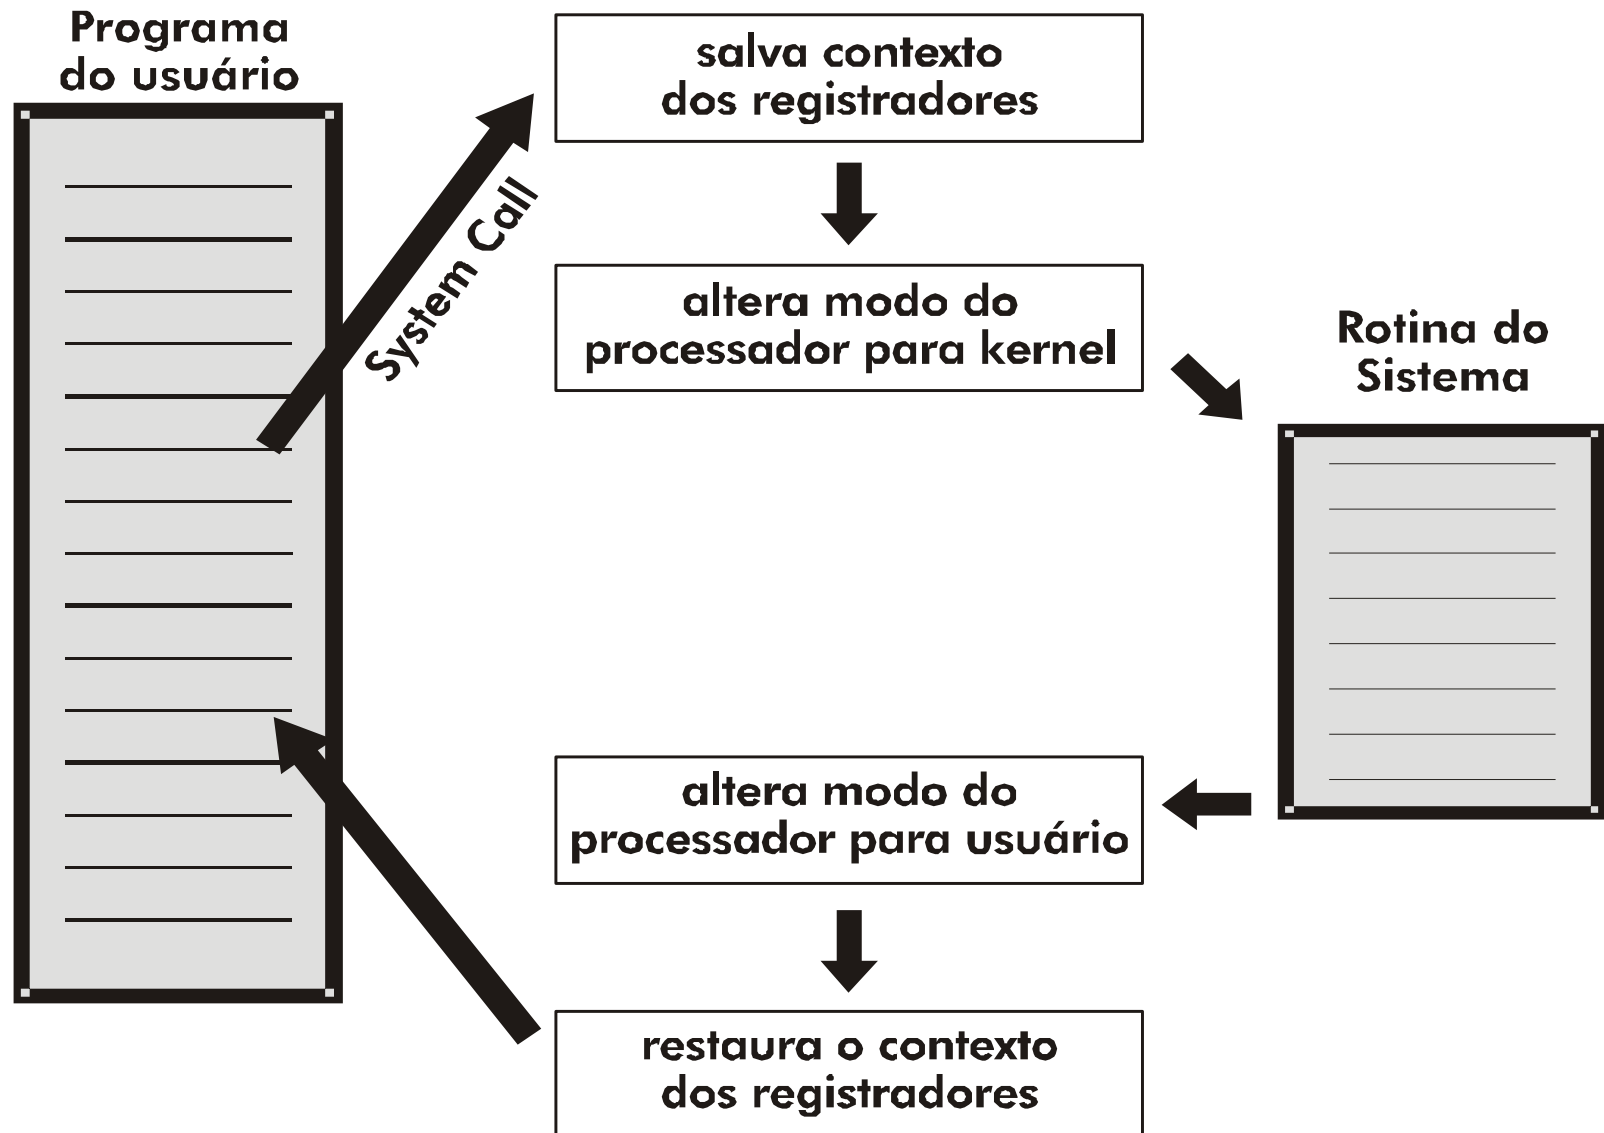 Programa
do usuário
System Call
salva contexto
dos registradores
altera modo do
processador para kernel
Rotina do
Sistema
altera modo do
processador para usuário
restaura o contexto
dos registradores